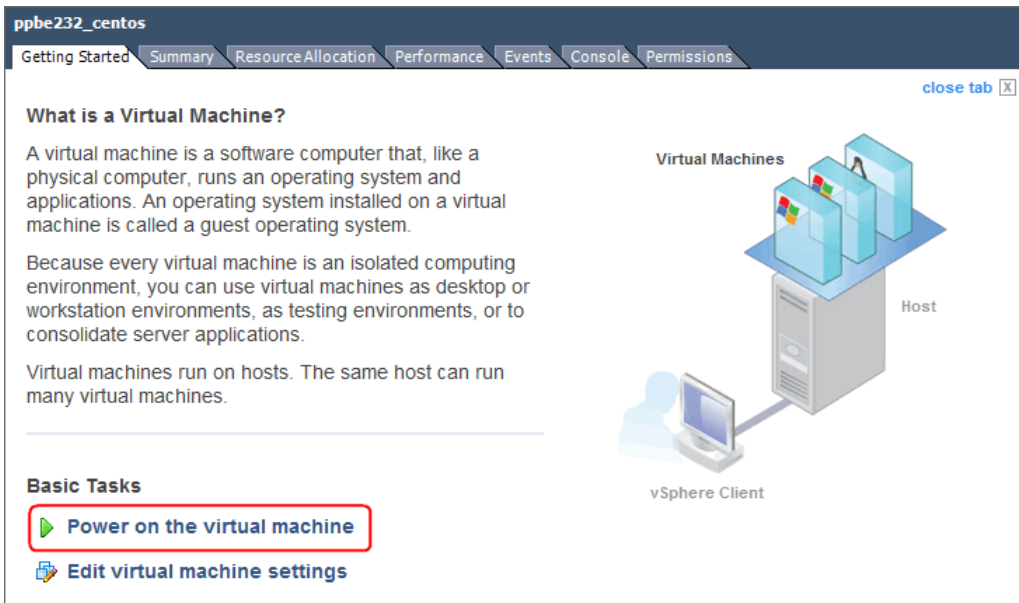 ppbe232_centos
Getting Started Summary Resource Allocation Performance Events Console Permissions
close tab X
What is a Virtual Machine?
A virtual machine is a software computer that, like a
physical computer, runs an operating system and
applications. An operating system installed on a virtual
machine is called a guest operating system.
Because every virtual machine is an isolated computing
environment, you can use virtual machines as desktop or
workstation environments, as testing environments, or to
consolidate server applications.
Virtual machines run on hosts. The same host can run
many virtual machines.
Virtual Machines
Host
vSphere Client
Basic Tasks
Power on the virtual machine
Edit virtual machine settings